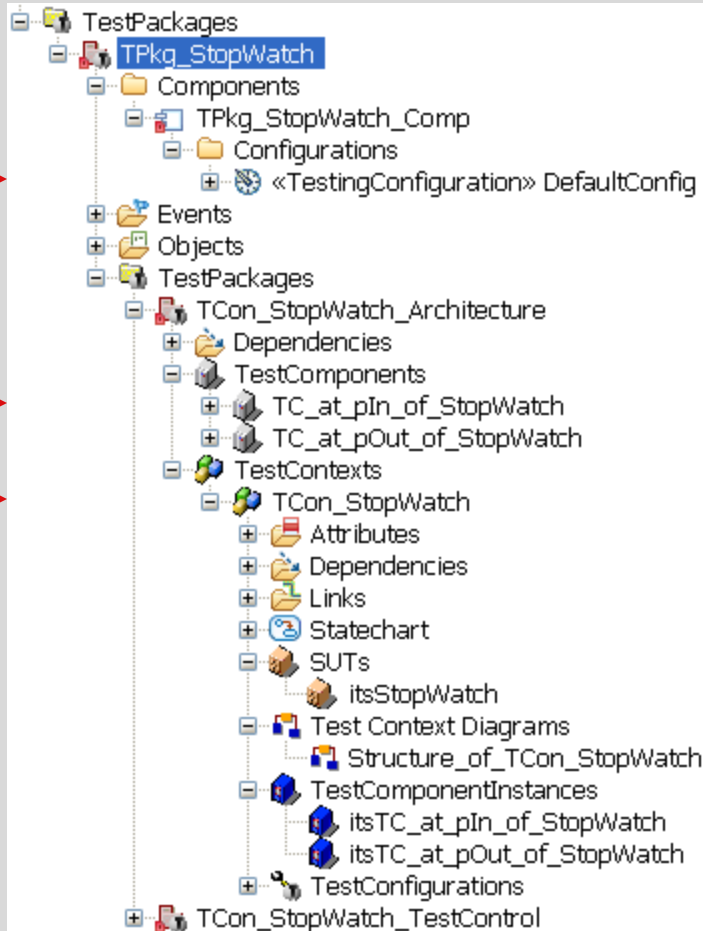 TestPackages
TPkg_StopWatch
Components
TPkg_StopWatch_Comp
Configurations
«TestingConfiguration» DefaultConfig
Events
Objects
TestPackages
TCon_StopWatch_Architecture
Dependencies
TestComponents
TC_at_pIn_of_StopWatch
TC_at_pOut_of_StopWatch
TestContexts
TCon_StopWatch
Attributes
Dependencies
Links
Statechart
SUTs
itsStopWatch
Test Context Diagrams
Structure_of_TCon_StopWatch
TestComponentInstances
itsTC_at_pIn_of_StopWatch
itsTC_at_pOut_of_StopWatch
TestConfigurations
TCon_StopWatch_TestControl